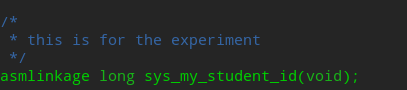 /*
 * this is for the experiment
 */
asmlinkage long sys_my_student_id(void);